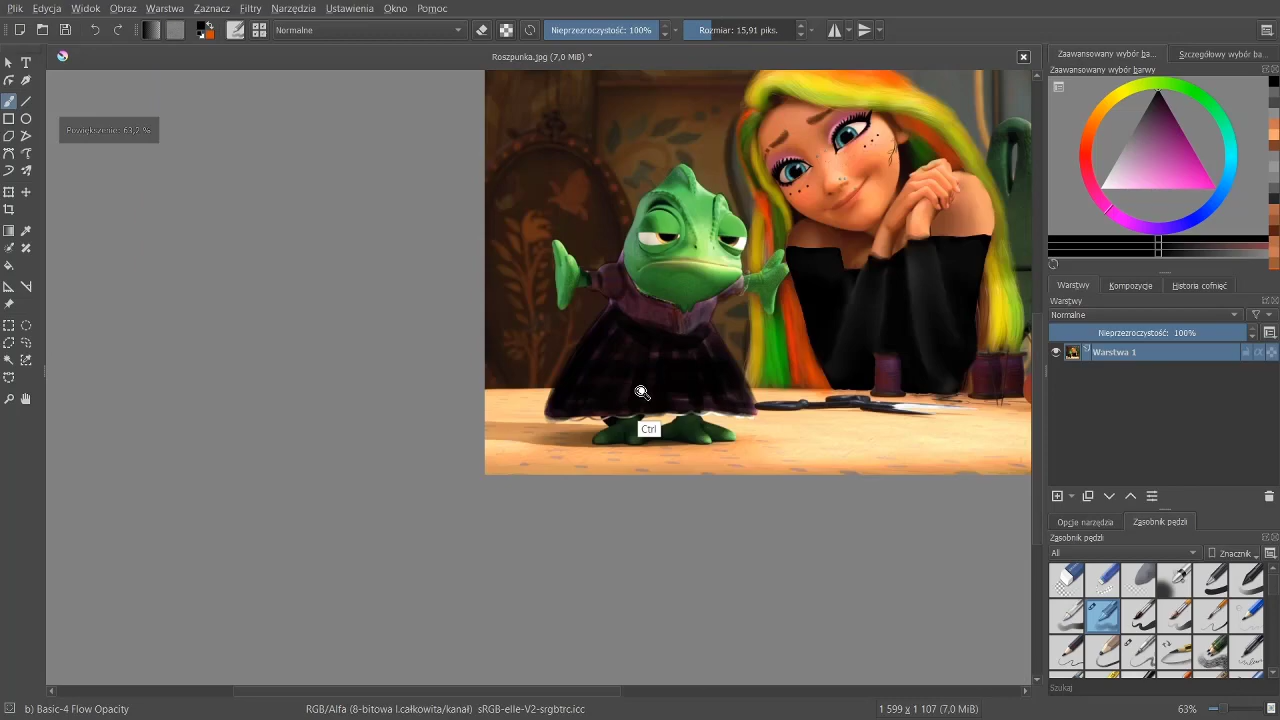 Plik Edycja Widok Obraz Warstwa Zaznacz Filtry Narzędzia Ustawienia Okno Pomoc
Normalne
Nieprzezroczystość: 100%
Rozmiar: 15,91 piks.
Roszpunka.jpg (7,0 MiB) *
Zaawansowany wybór ba...
Szczegółowy wybór ba...
Zaawansowany wybór barwy
Powiększenie: 63,2 %
Warstwy Kompozycje Historia cofnięć
Warstwy
Normalne
Nieprzezroczystość: 100%
Warstwa 1
Ctrl
Opcje narzędzia Zasobnik pędzli
Zasobnik pędzli
All
Znacznik
Szukaj
b) Basic-4 Flow Opacity
RGB/Alfa (8-bitowa l.całkowita/kanał) sRGB-elle-V2-srgbtrc.icc
1 599 x 1 107 (7,0 MiB)
63%